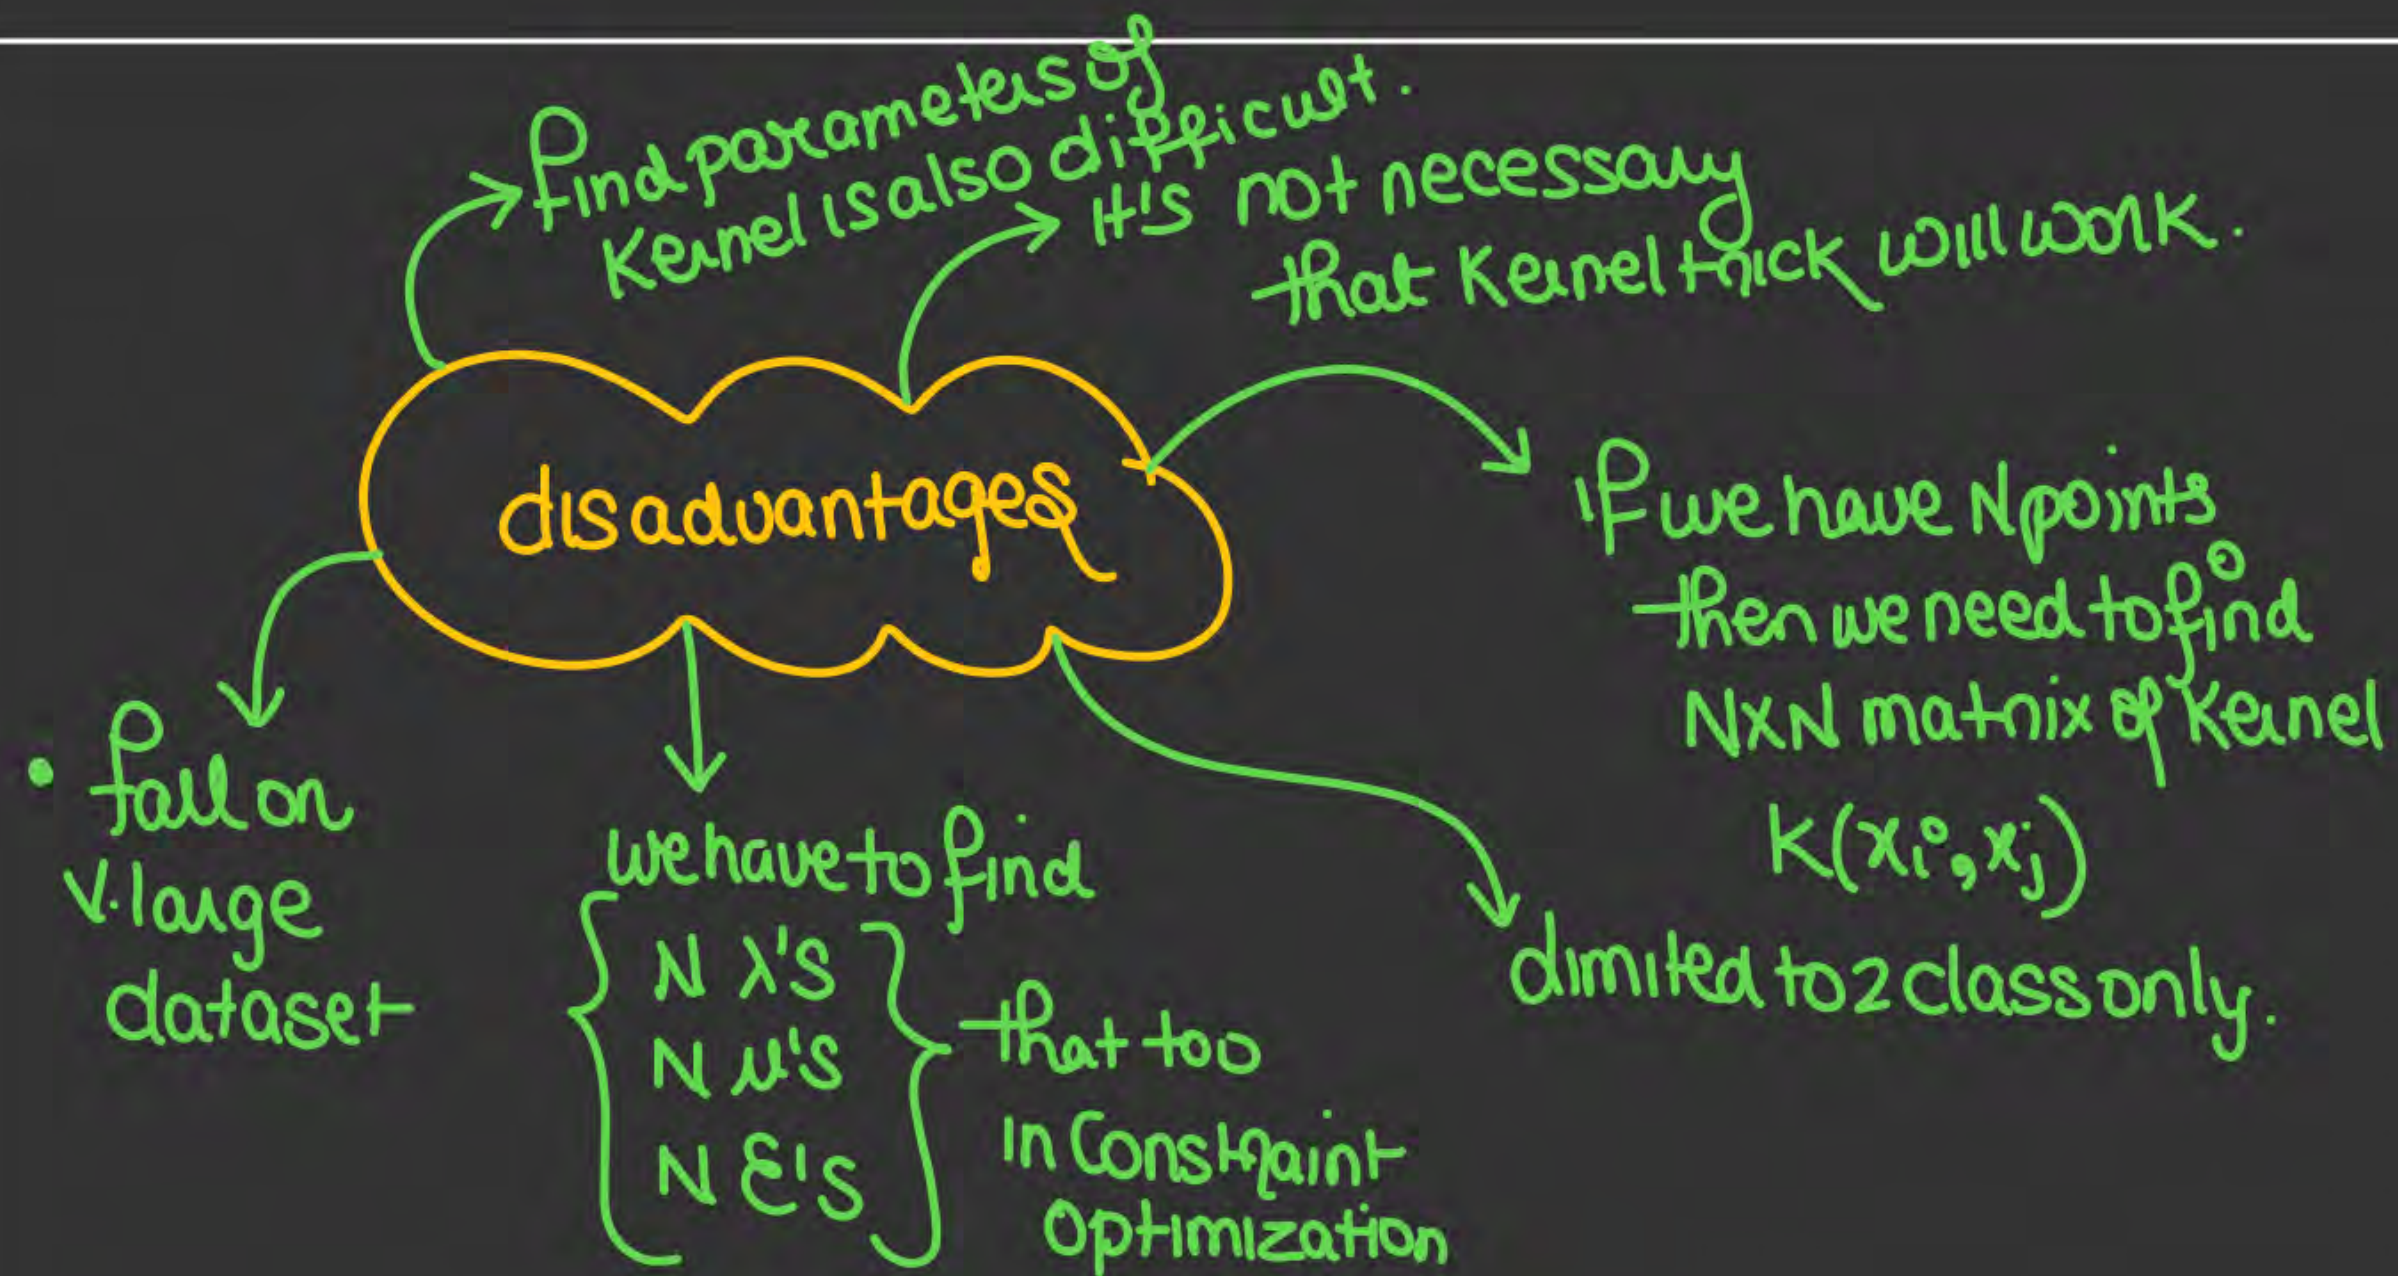 find parameters of
Kernel is also difficult.
it's not necessary
that Kernel trick will work.
disadvantages
if we have N points
then we need to find
NXN matrix of Kernel
K(xi, xj)
limited to 2 class only.
we have to find
N λ's
N μ's
N ε's
that too
in Constraint
Optimization
• fail on
v.large
dataset